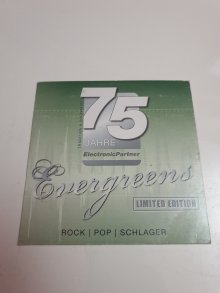 75
JAHRE
ElectronicPartner
Evergreens
LIMITED EDITION
ROCK | POP | SCHLAGER